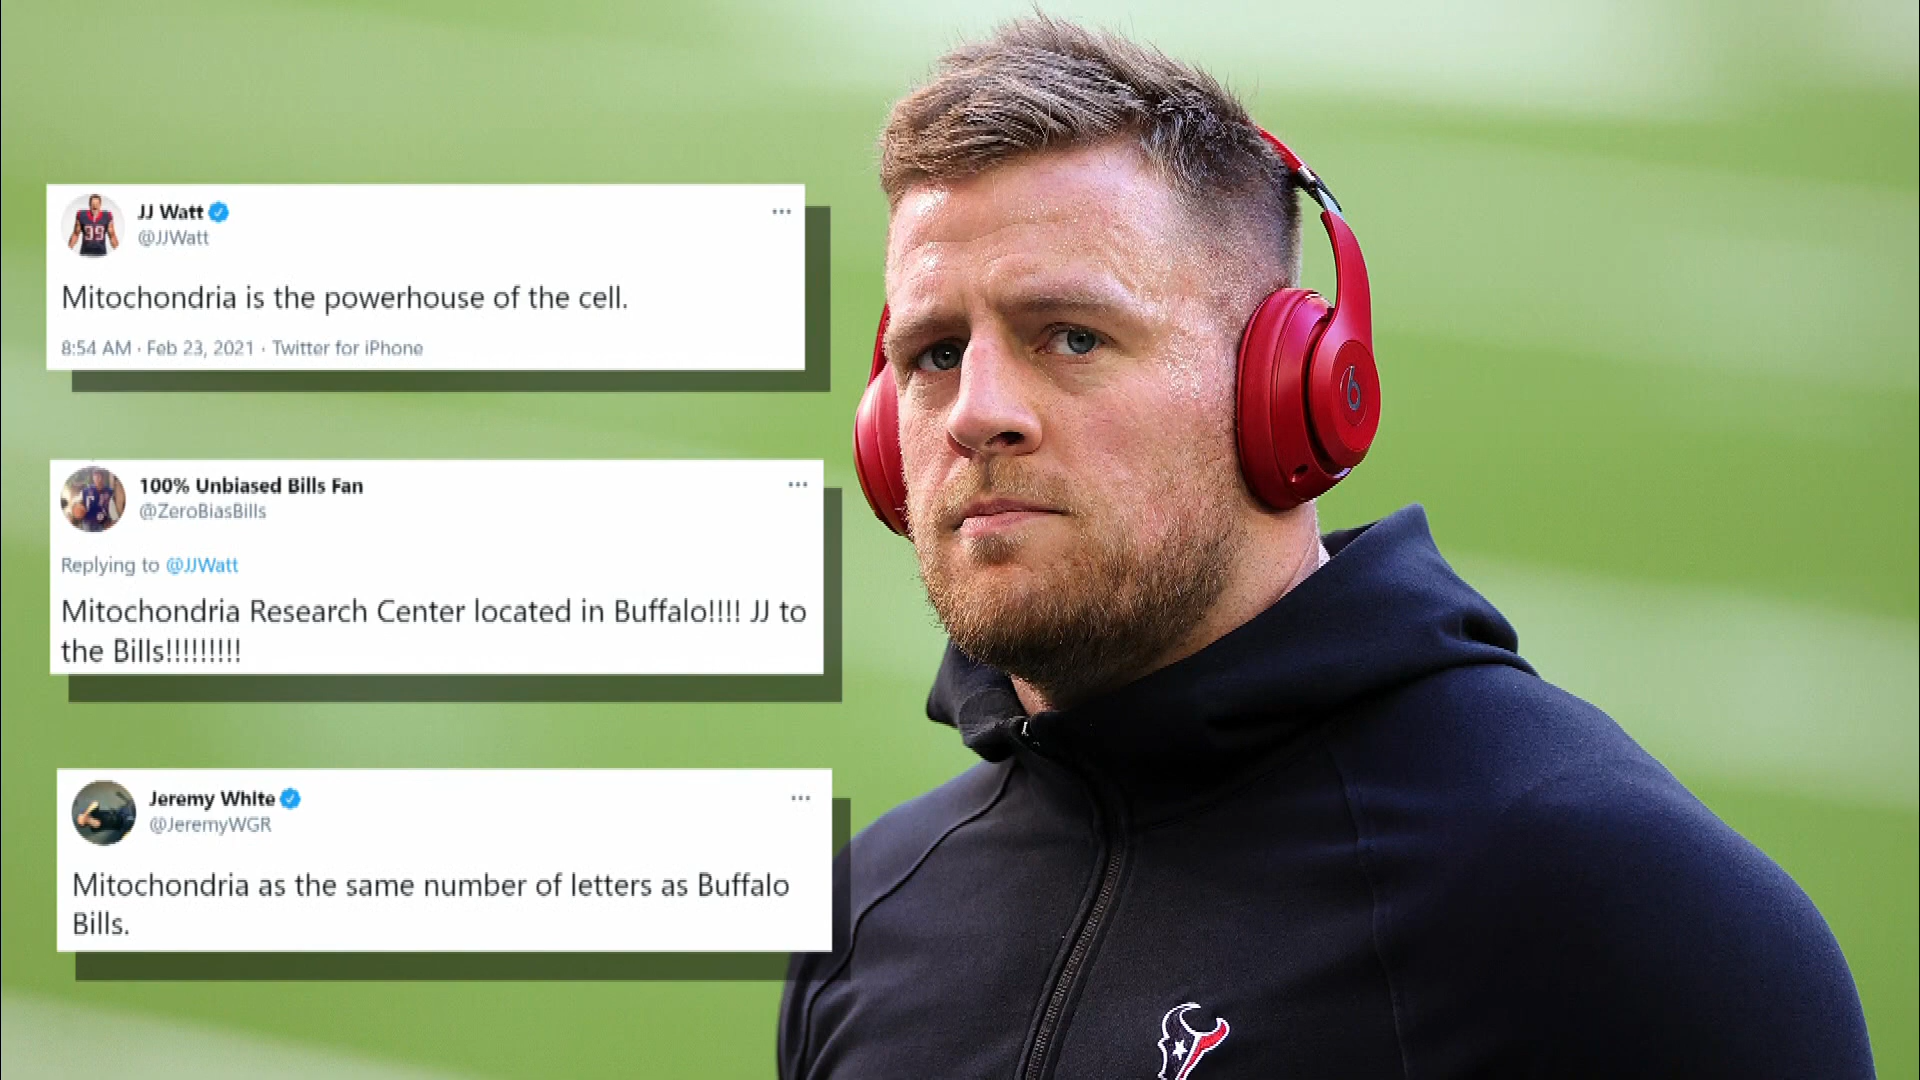 JJ Watt
@JJWatt
Mitochondria is the powerhouse of the cell.
8:54 AM · Feb 23, 2021 · Twitter for iPhone
100% Unbiased Bills Fan
@ZeroBiasBills
Replying to @JJWatt
Mitochondria Research Center located in Buffalo!!!! JJ to
the Bills!!!!!!!!!
Jeremy White
@JeremyWGR
Mitochondria as the same number of letters as Buffalo
Bills.
99
b